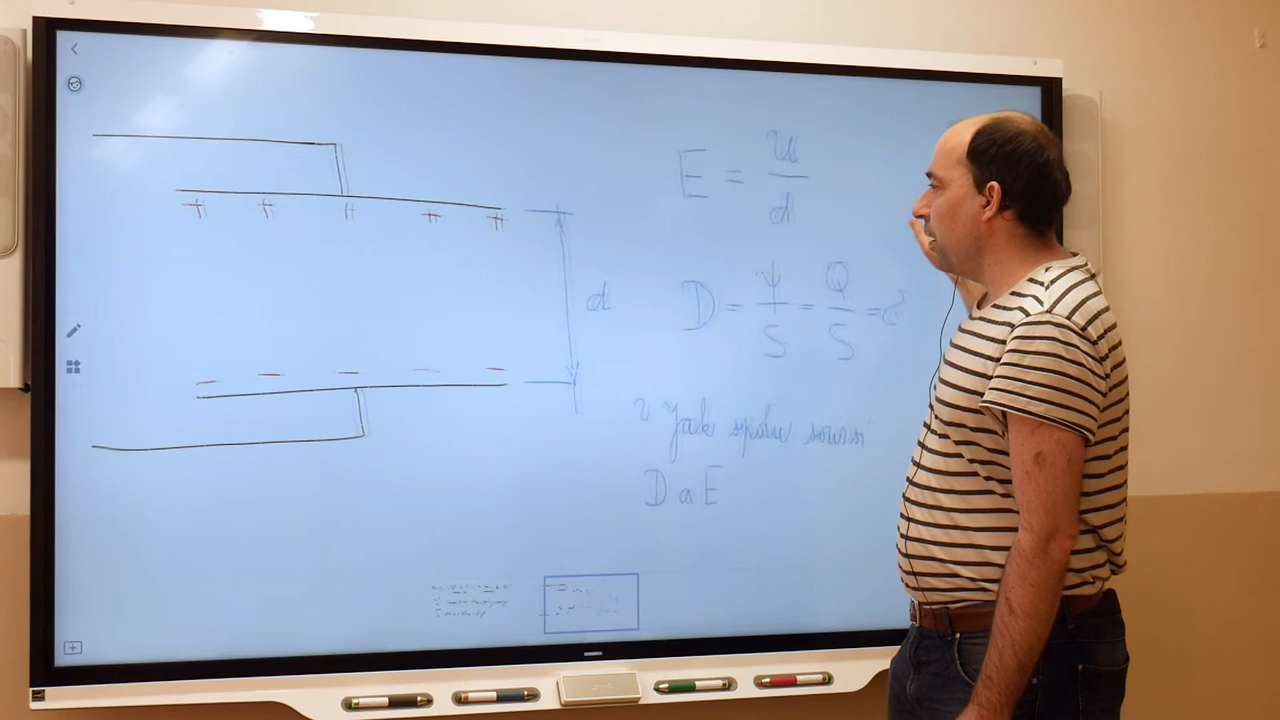 E = U/d
d
D = Ψ/S = Q/S = σ
? Jak spolu souvisí
D a E